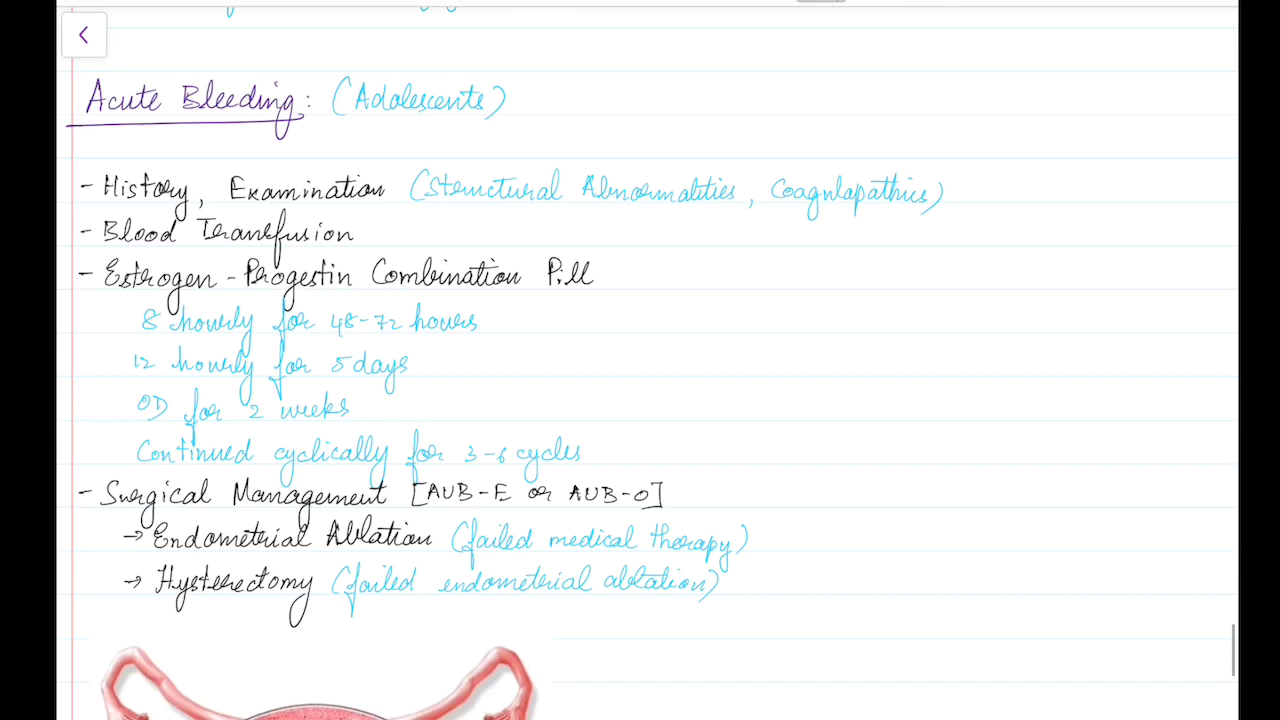 Acute Bleeding: (Adolescents)
- History, Examination (Structural Abnormalities, Coagulapathies)
- Blood Transfusion
- Estrogen - Progestin Combination Pill
8 hourly for 48-72 hours
12 hourly for 5 days
OD for 2 weeks
Continued cyclically for 3-6 cycles
- Surgical Management [AUB-E or AUB-O]
→ Endometrial Ablation (failed medical therapy)
→ Hysterectomy (failed endometrial ablation)